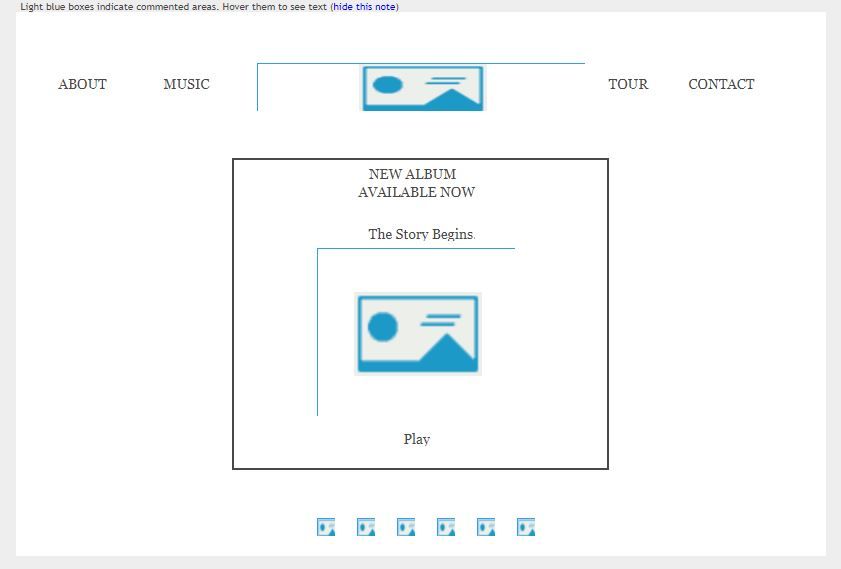 Light blue boxes indicate commented areas. Hover them to see text (hide this note)
ABOUT MUSIC TOUR CONTACT
NEW ALBUM
AVAILABLE NOW
The Story Begins.
Play